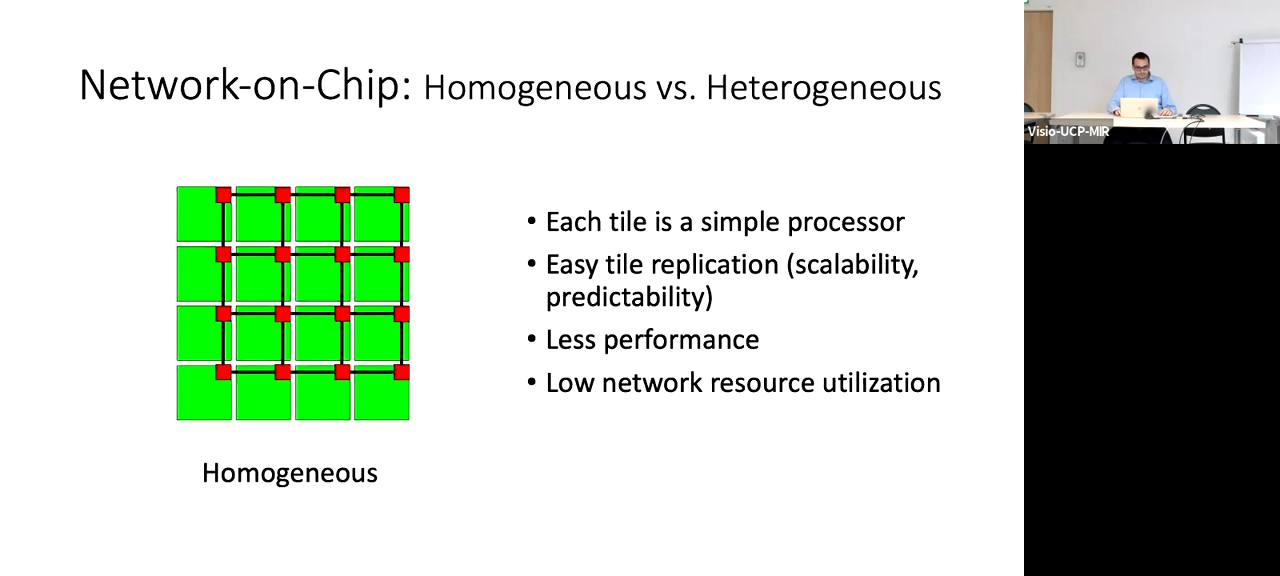 Network-on-Chip: Homogeneous vs. Heterogeneous
• Each tile is a simple processor
• Easy tile replication (scalability,
predictability)
• Less performance
• Low network resource utilization
Homogeneous
Visio-UCP-MIR